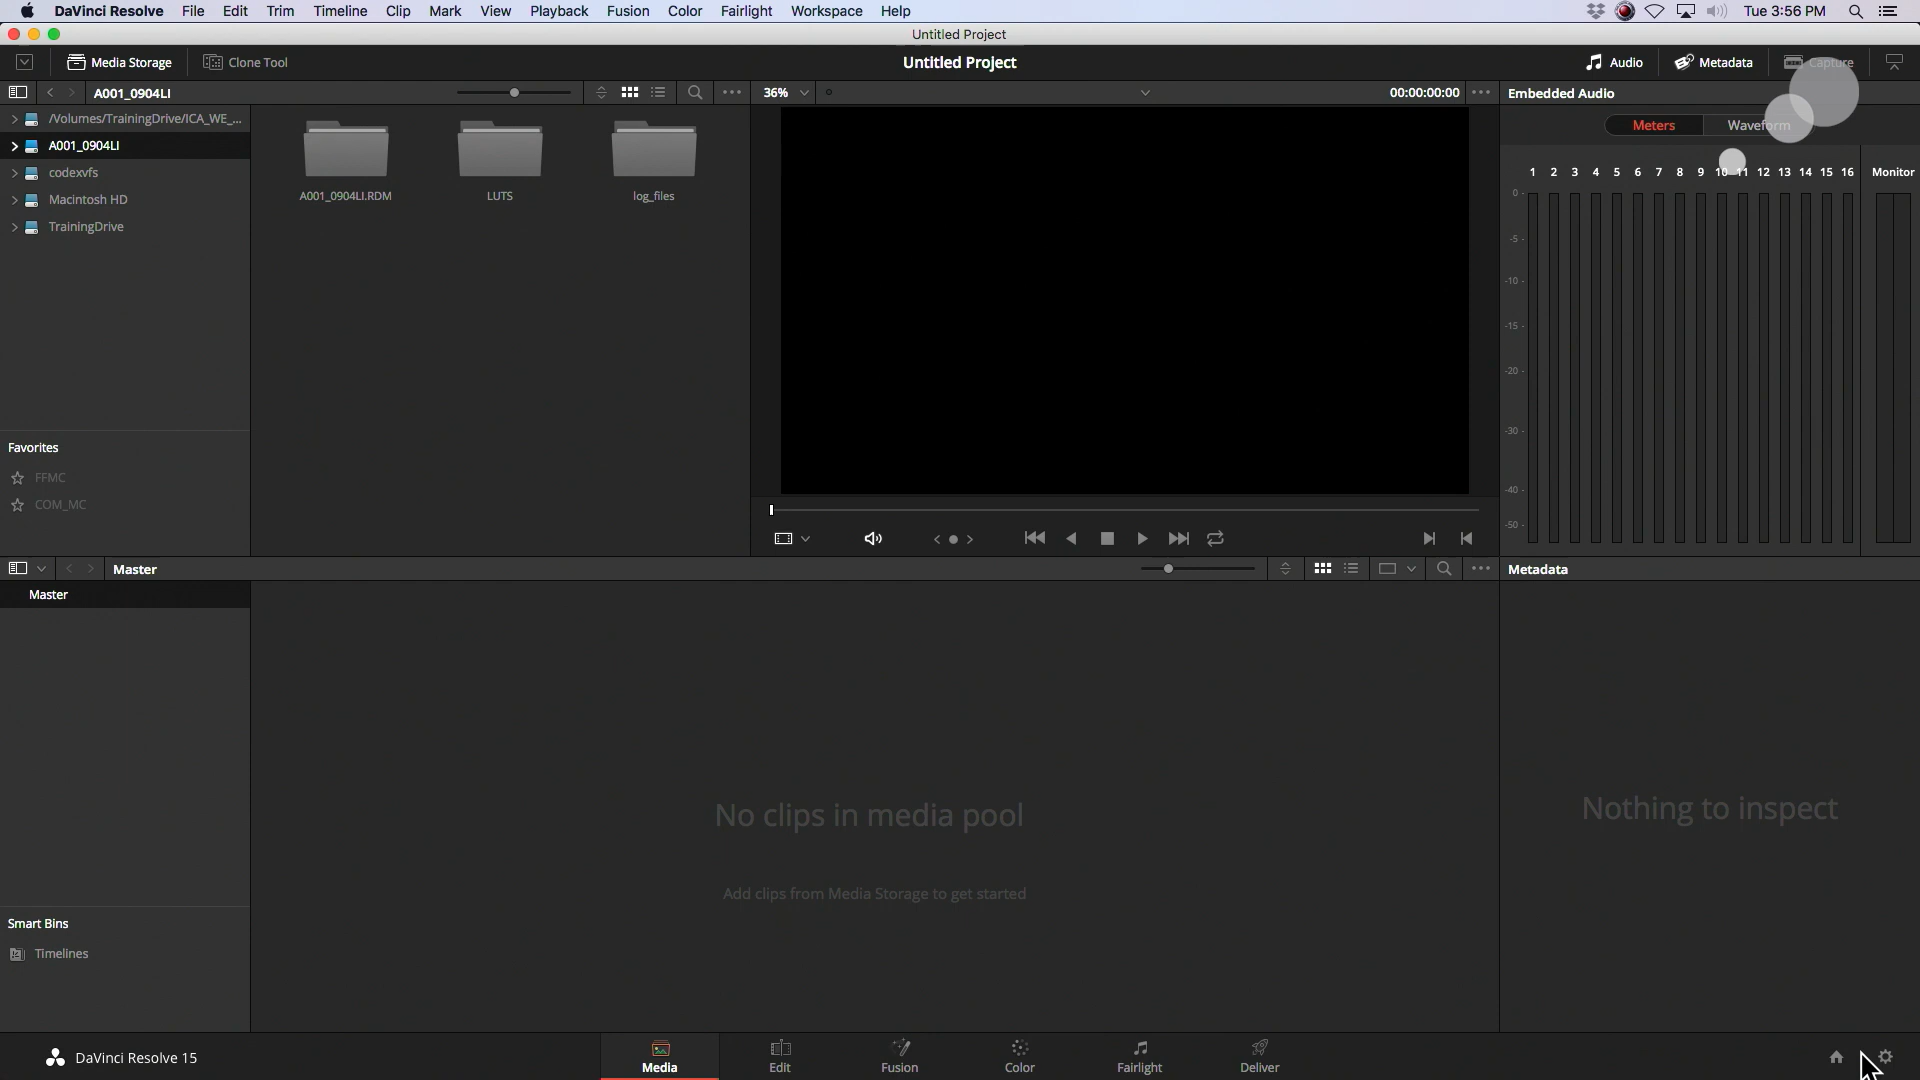 DaVinci Resolve File Edit Trim Timeline Clip Mark View Playback Fusion Color Fairlight Workspace Help Tue 3:56 PM
Untitled Project
Media Storage Clone Tool Untitled Project Audio Metadata Capture
A001_0904LI 36% 00:00:00:00 Embedded Audio
/Volumes/TrainingDrive/ICA_WE_...
A001_0904LI
codexvfs
Macintosh HD
TrainingDrive
Favorites
FFMC
COM_MC
A001_0904LI.RDM LUTS log_files
Meters Waveform
1 2 3 4 5 6 7 8 9 10 11 12 13 14 15 16 Monitor
0
-5
-10
-15
-20
-30
-40
-50
Master Metadata
Master
Smart Bins
Timelines
No clips in media pool
Add clips from Media Storage to get started
Nothing to inspect
DaVinci Resolve 15 Media Edit Fusion Color Fairlight Deliver